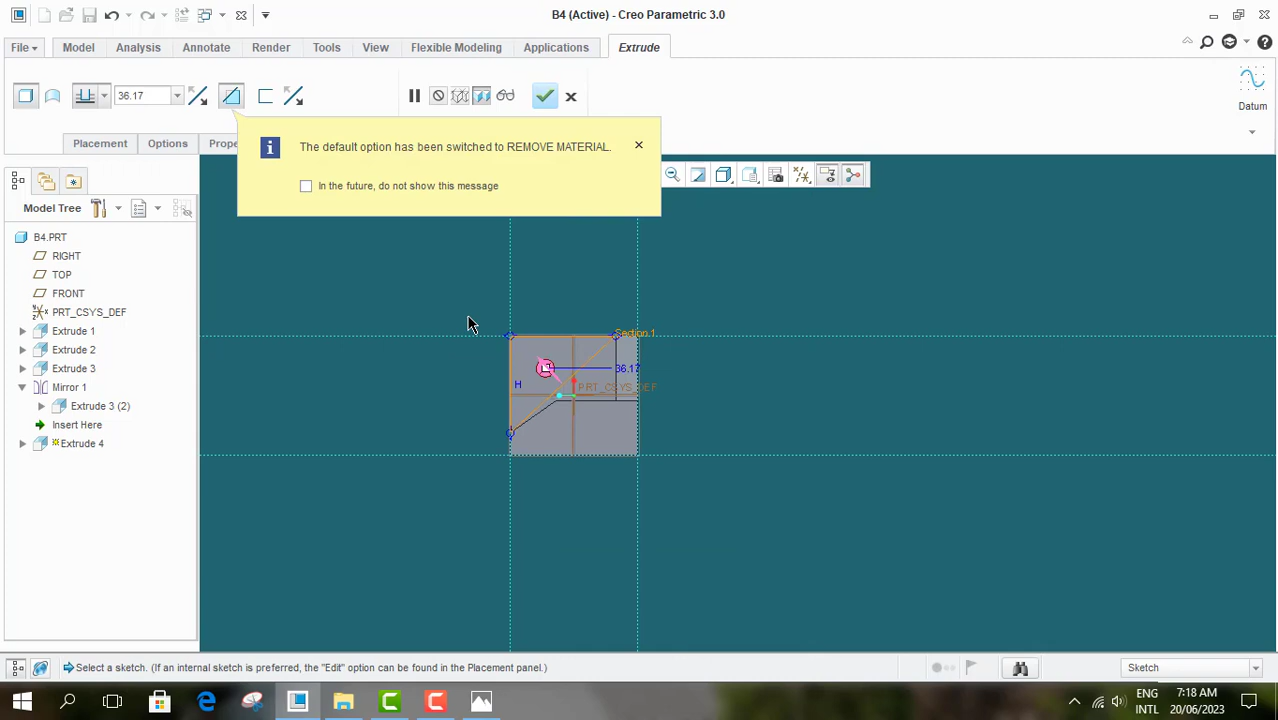 B4 (Active) - Creo Parametric 3.0
File
Model
Analysis
Annotate
Render
Tools
View
Flexible Modeling
Applications
Extrude
36.17
Datum
Placement
Options
Prope
The default option has been switched to REMOVE MATERIAL.
In the future, do not show this message
Model Tree
B4.PRT
RIGHT
TOP
FRONT
PRT_CSYS_DEF
Extrude 1
Extrude 2
Extrude 3
Mirror 1
Extrude 3 (2)
Insert Here
Extrude 4
Section 1
36.17
H
PRT_CSYS_DEF
Select a sketch. (If an internal sketch is preferred, the "Edit" option can be found in the Placement panel.)
Sketch
ENG
INTL
7:18 AM
20/06/2023